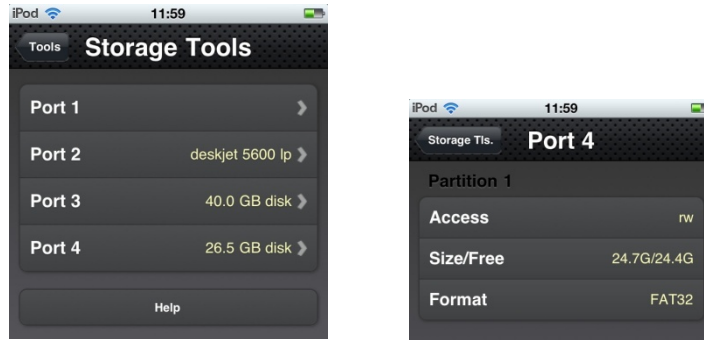 iPod 11:59
Tools Storage Tools
Port 1
Port 2 deskjet 5600 lp
Port 3 40.0 GB disk
Port 4 26.5 GB disk
Help
iPod 11:59
Storage Tls. Port 4
Partition 1
Access rw
Size/Free 24.7G/24.4G
Format FAT32